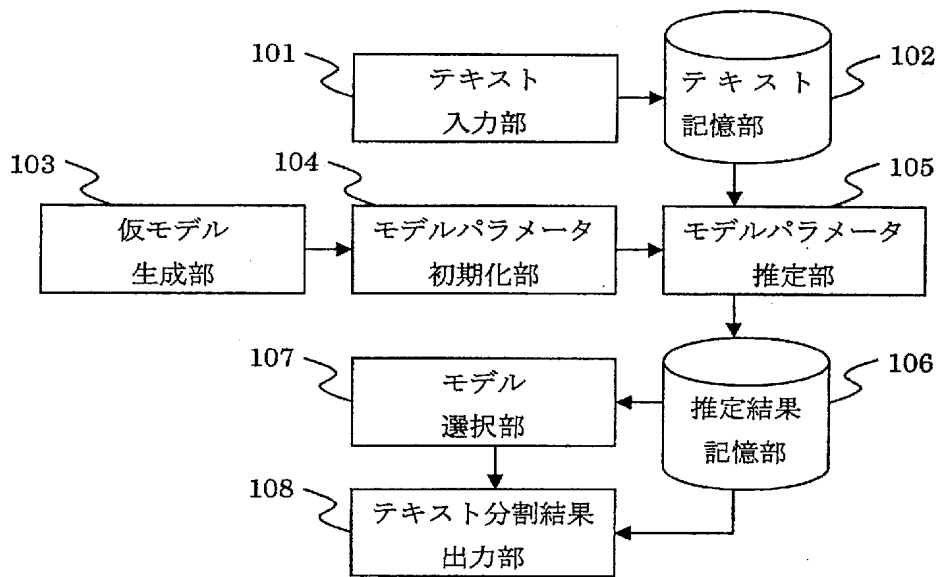 101
テキスト
入力部
テキスト
記憶部
102
103
仮モデル
生成部
104
モデルパラメータ
初期化部
105
モデルパラメータ
推定部
107
モデル
選択部
推定結果
記憶部
106
108
テキスト分割結果
出力部